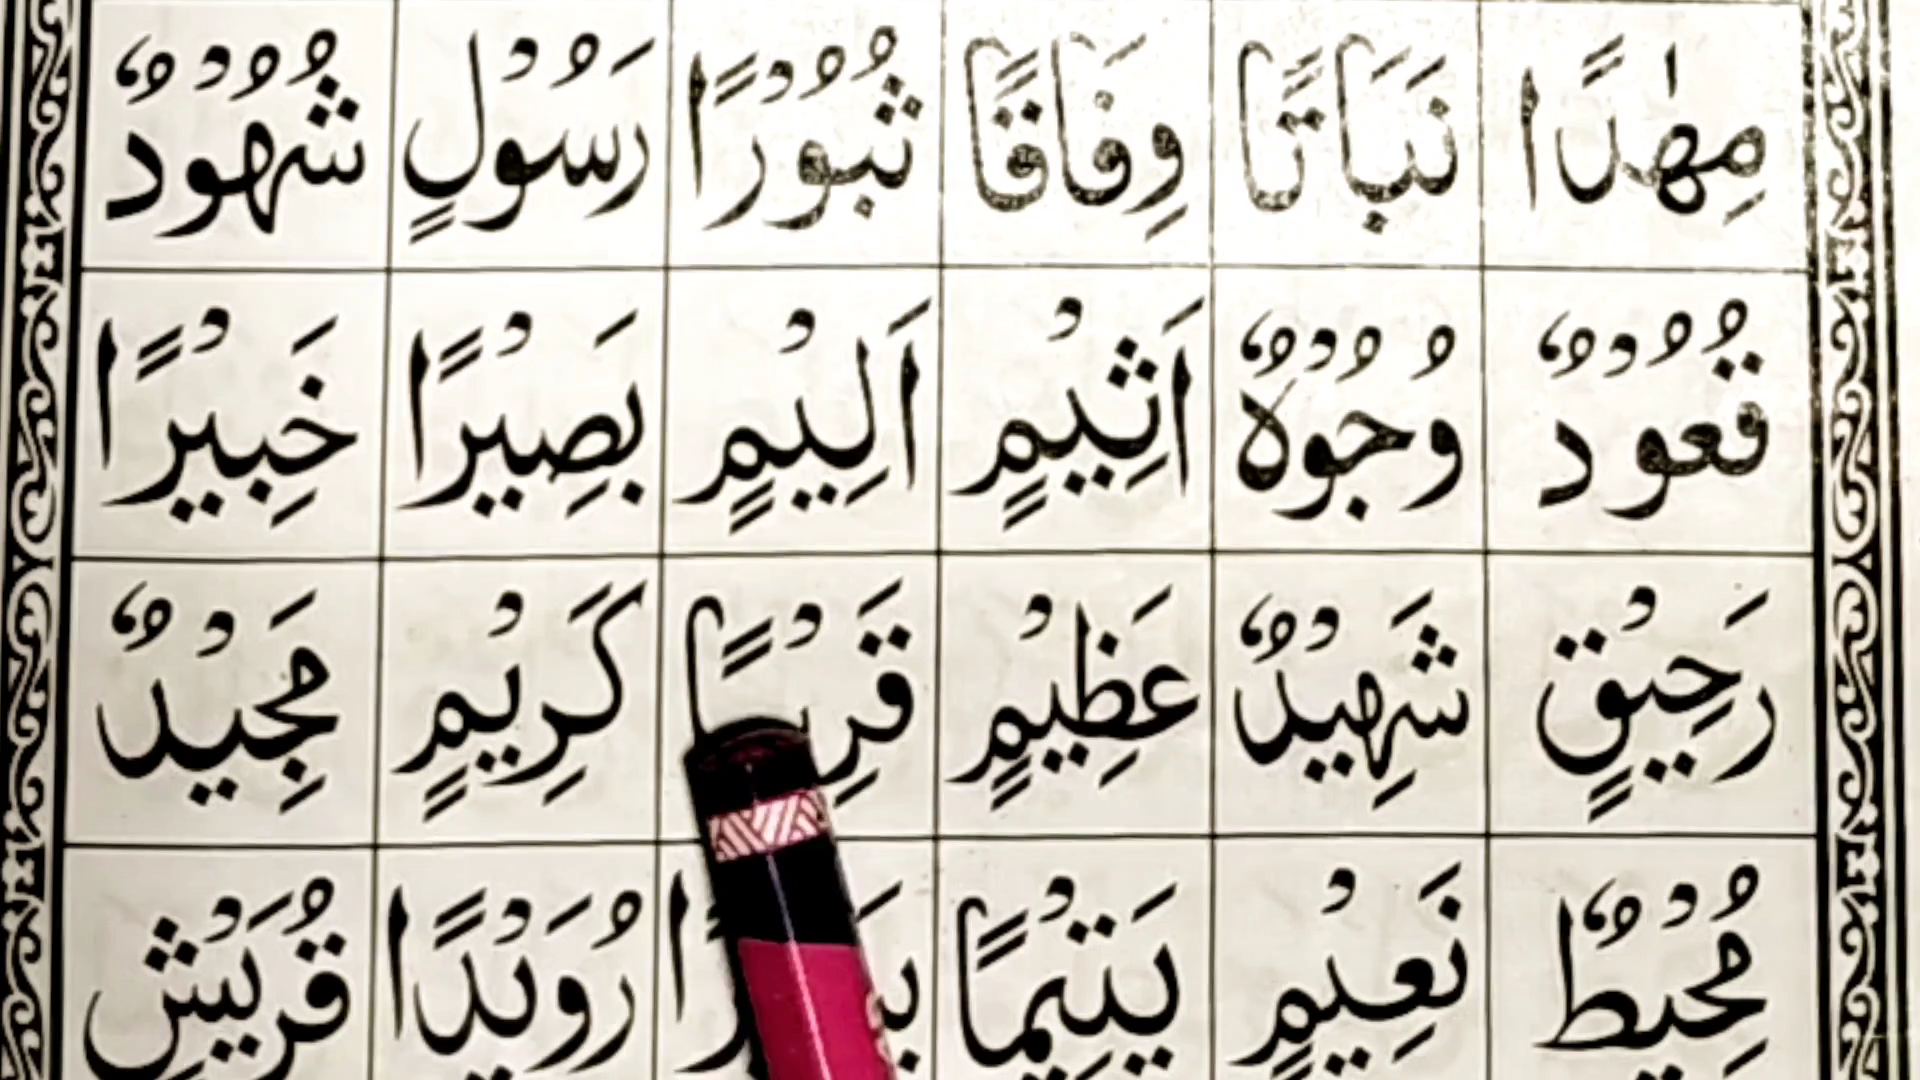 مِهٰدًا نَبَاتًا وِفَاقًا ثُبُوْرًا رَسُوْلٍ شُهُوْدٌ
قُعُوْدٌ وُجُوْهٌ اَثِيْمٍ اَلِيْمٍ بَصِيْرًا خَبِيْرًا
رَحِيْقٍ شَهِيْدٌ عَظِيْمٍ كَرِيْمٍ مَجِيْدٌ
مُحِيْطٌ نَعِيْمٍ يَتِيْمًا رُوَيْدًا قُرَيْشٍ